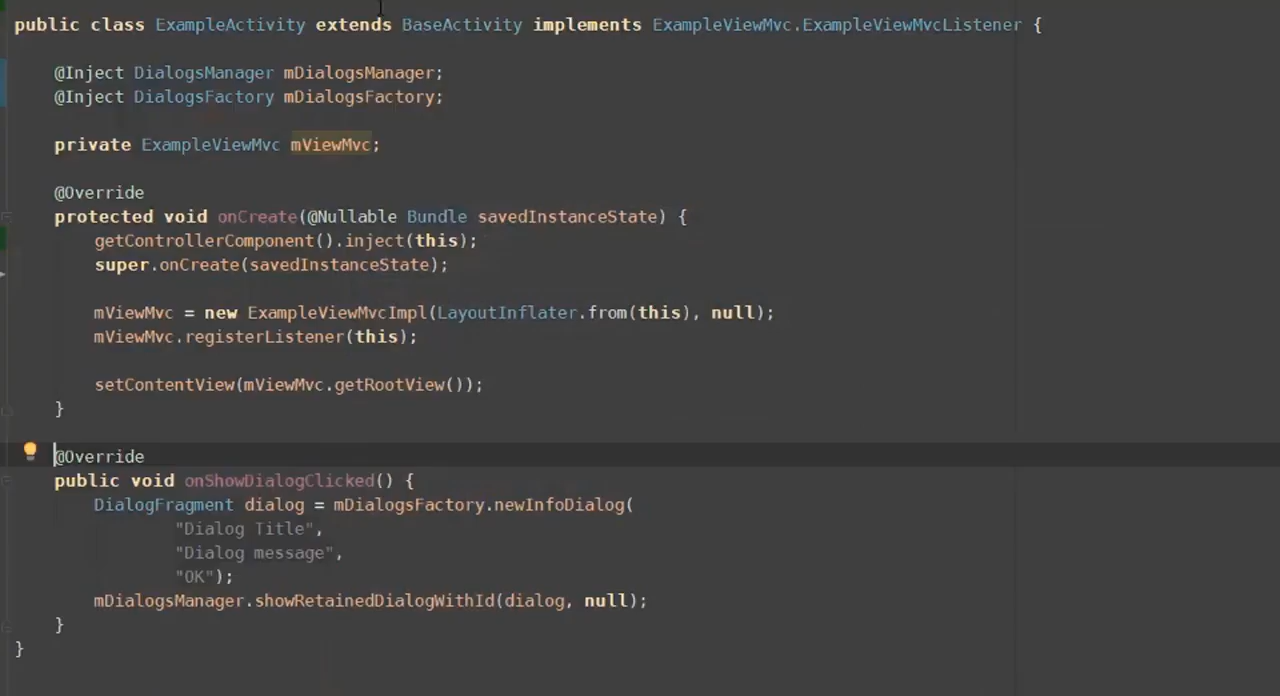 public class ExampleActivity extends BaseActivity implements ExampleViewMvc.ExampleViewMvcListener {
@Inject DialogsManager mDialogsManager;
@Inject DialogsFactory mDialogsFactory;
private ExampleViewMvc mViewMvc;
@Override
protected void onCreate(@Nullable Bundle savedInstanceState) {
getControllerComponent().inject(this);
super.onCreate(savedInstanceState);
mViewMvc = new ExampleViewMvcImpl(LayoutInflater.from(this), null);
mViewMvc.registerListener(this);
setContentView(mViewMvc.getRootView());
}
@Override
public void onShowDialogClicked() {
DialogFragment dialog = mDialogsFactory.newInfoDialog(
"Dialog Title",
"Dialog message",
"OK");
mDialogsManager.showRetainedDialogWithId(dialog, null);
}
}